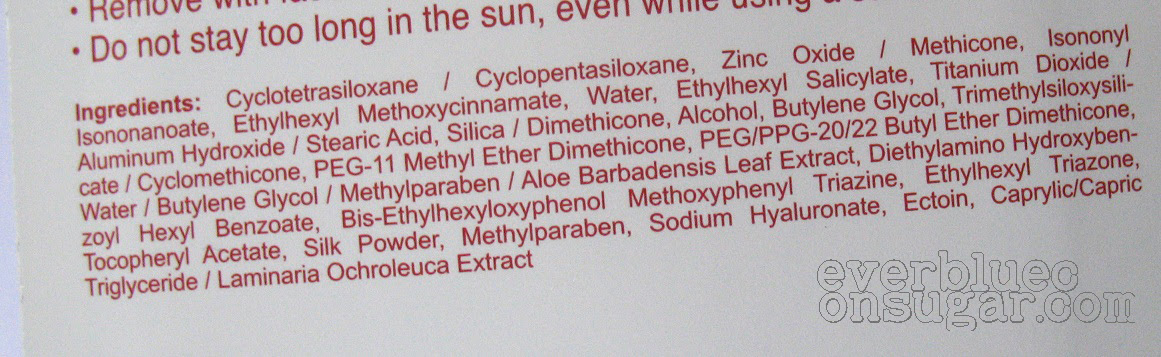 • Remove with
• Do not stay too long in the sun, even while using a
Ingredients: Cyclotetrasiloxane / Cyclopentasiloxane, Zinc Oxide / Methicone, Isononyl
Isononanoate, Ethylhexyl Methoxycinnamate, Water, Ethylhexyl Salicylate, Titanium Dioxide /
Aluminum Hydroxide / Stearic Acid, Silica / Dimethicone, Alcohol, Butylene Glycol, Trimethylsiloxysili-
cate / Cyclomethicone, PEG-11 Methyl Ether Dimethicone, PEG/PPG-20/22 Butyl Ether Dimethicone,
Water / Butylene Glycol / Methylparaben / Aloe Barbadensis Leaf Extract, Diethylamino Hydroxyben-
zoyl Hexyl Benzoate, Bis-Ethylhexyloxyphenol Methoxyphenyl Triazine, Ethylhexyl Triazone,
Tocopheryl Acetate, Silk Powder, Methylparaben, Sodium Hyaluronate, Ectoin, Caprylic/Capric
Triglyceride / Laminaria Ochroleuca Extract
everbluec
onsugar.com